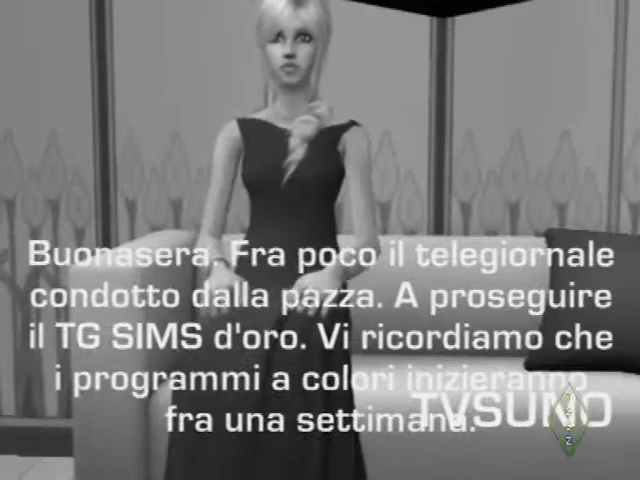 Buonasera. Fra poco il telegiornale
condotto dalla pazza. A proseguire
il TG SIMS d'oro. Vi ricordiamo che
i programmi a colori inizieranno
fra una settimana.
TVSUNO